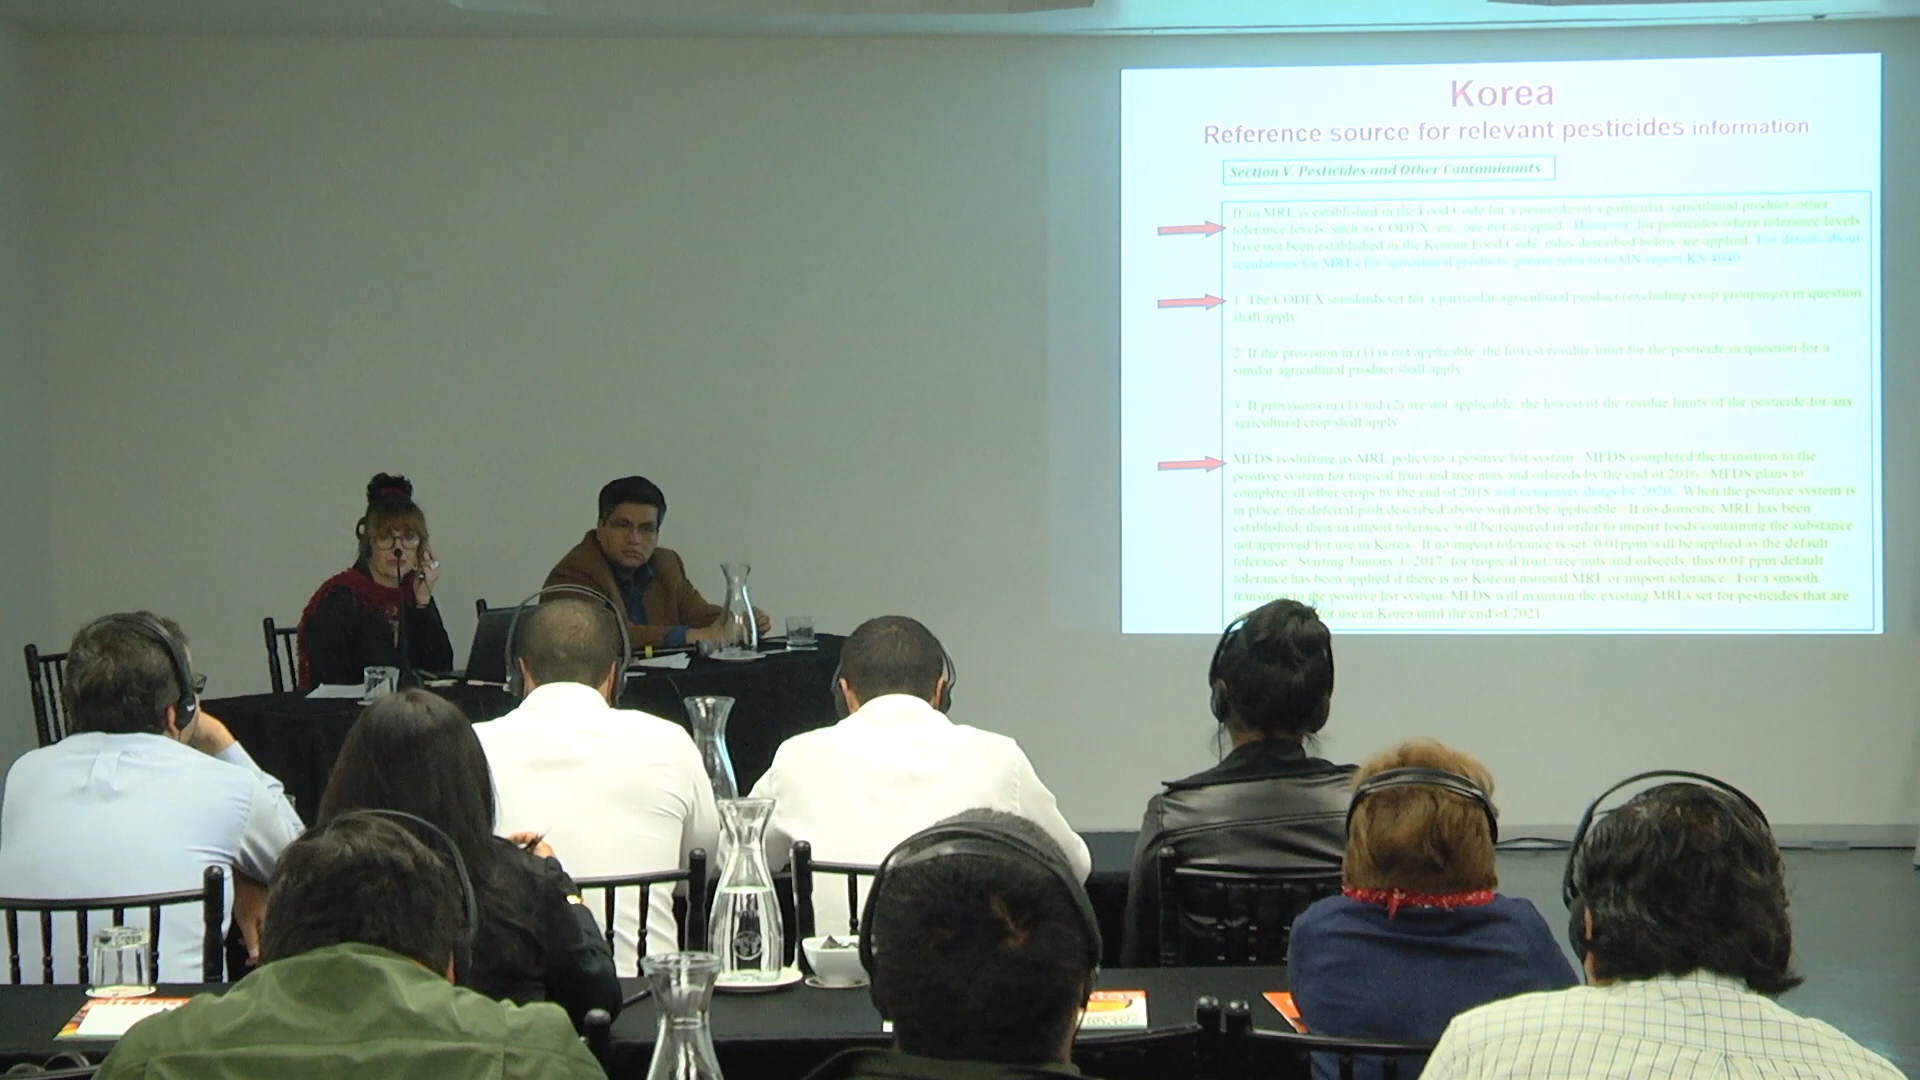 Korea
Reference source for relevant pesticides information
Section V. Pesticides and Other Contaminants
If an MRL is established in the Food Code for a pesticide on a particular agricultural product, other
tolerance levels, such as CODEX, etc., are not accepted. However, for pesticides where tolerance levels
have not been established in the Korean Food Code, rules described below are applied. For details about
regulations for MRLs for agricultural products, please refer to GAIN report KS
1. The CODEX standards set for a particular agricultural product (excluding crop groupings) in question
shall apply.
2. If the provision in (1) is not applicable, the lowest residue limit for the pesticide in question for a
similar agricultural product shall apply.
3. If provisions in (1) and (2) are not applicable, the lowest of the residue limits of the pesticide for any
agricultural crop shall apply.
MFDS is shifting its MRL policy to a positive list system. MFDS completed the transition to the
positive system for tropical fruit and tree nuts and oilseeds by the end of 2016. MFDS plans to
complete all other crops by the end of 2018 and veterinary drugs by 2020. When the positive system is
in place, the deferral path described above will not be applicable. If no domestic MRL has been
established, then an import tolerance will be required in order to import foods containing the substance
not approved for use in Korea. If no import tolerance is set, 0.01ppm will be applied as the default
tolerance. Starting January 1, 2017, for tropical fruit, tree nuts and oilseeds, this 0.01 ppm default
tolerance has been applied if there is no Korean national MRL or import tolerance. For a smooth
transition to the positive list system, MFDS will maintain the existing MRLs set for pesticides that are
for use in Korea until the end of 2021.